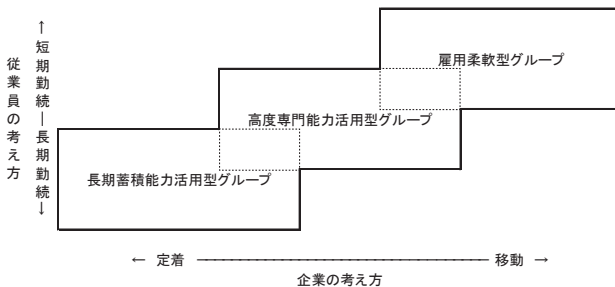 従業員の考え方
↑短期勤続―長期勤続↓
雇用柔軟型グループ
高度専門能力活用型グループ
長期蓄積能力活用型グループ
← 定着 ― 移動 →
企業の考え方